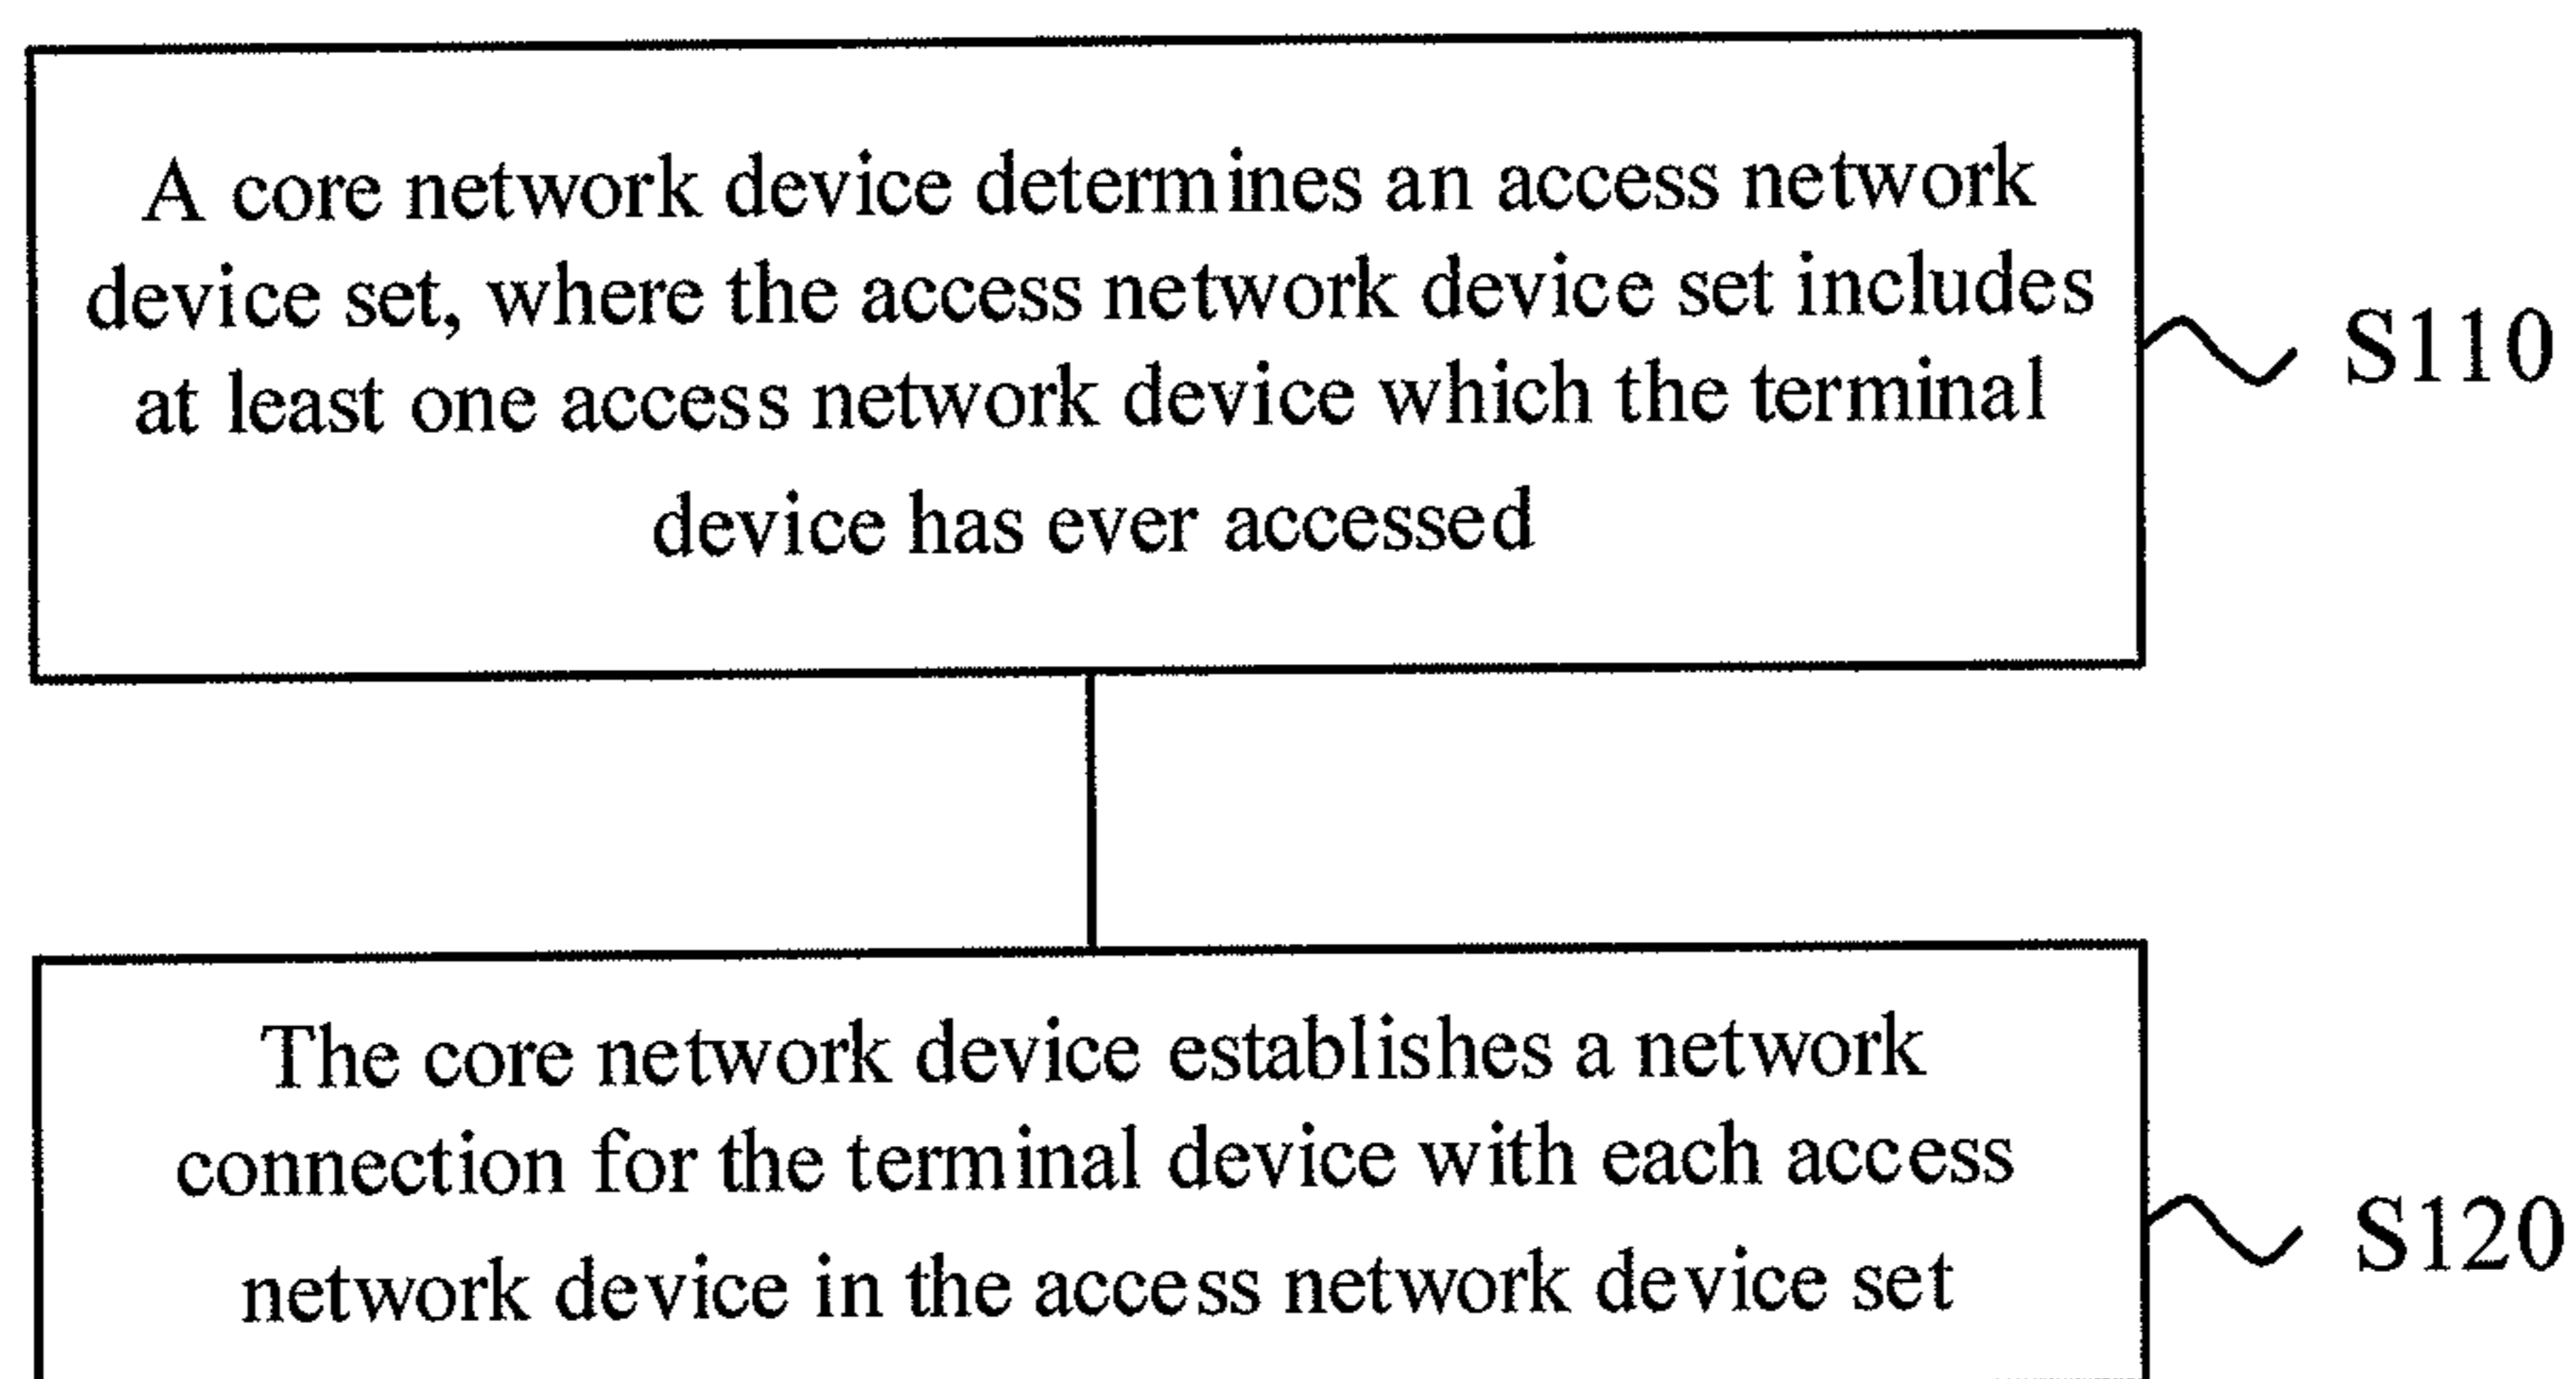 A core network device determines an access network
device set, where the access network device set includes
at least one access network device which the terminal
device has ever accessed
S110
The core network device establishes a network
connection for the terminal device with each access
network device in the access network device set
S120